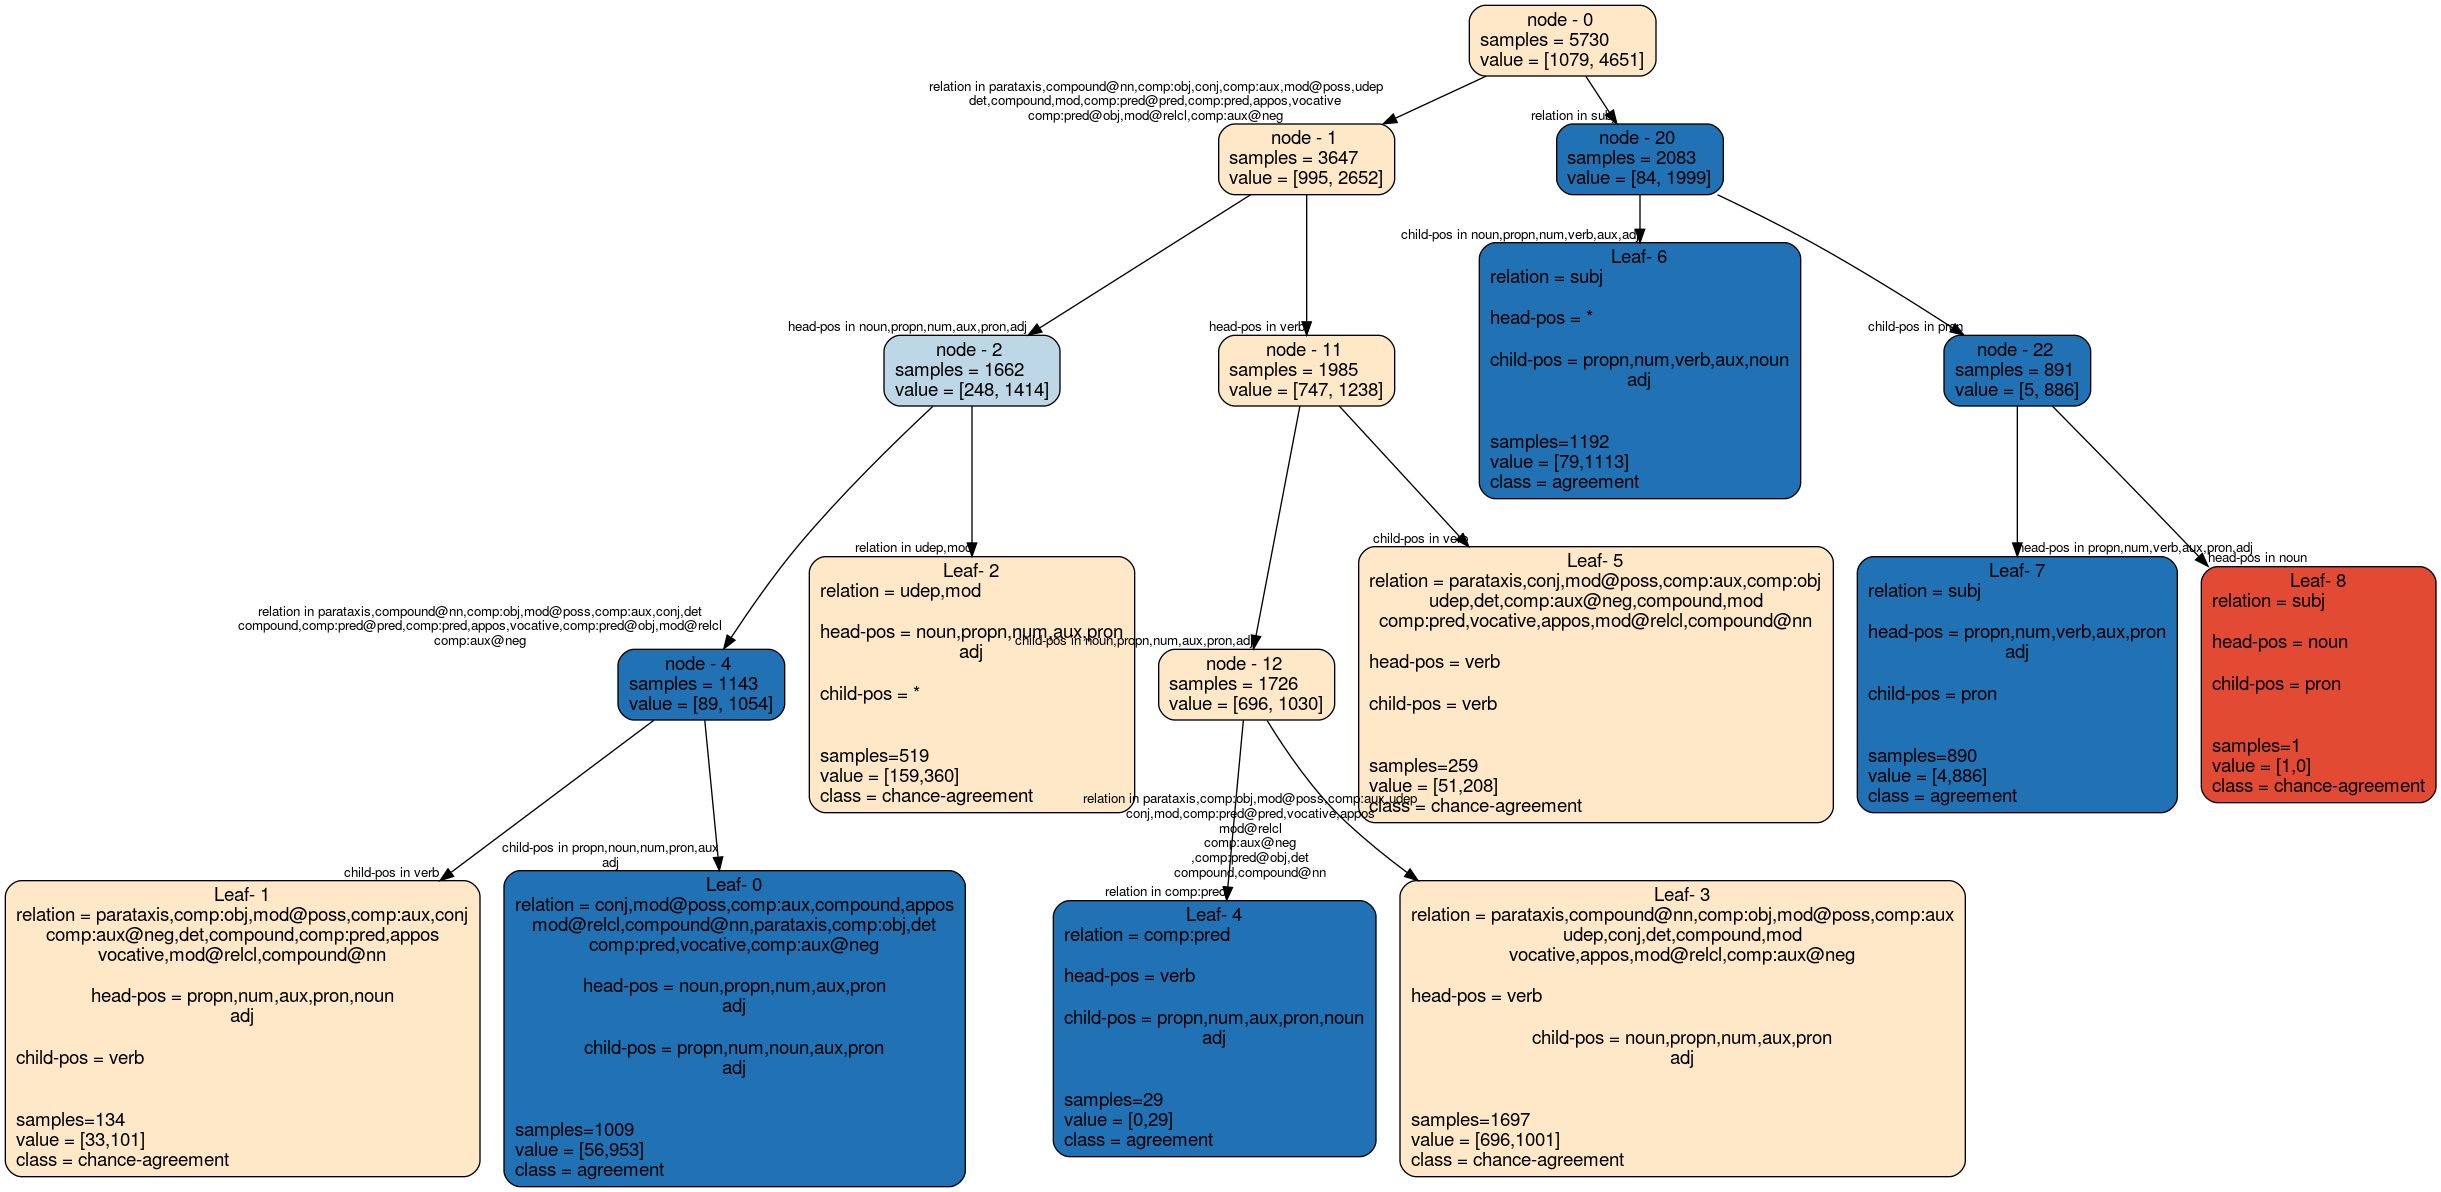 node - 0
samples = 5730
value = [1079, 4651]
relation in parataxis,compound@nn,comp:obj,conj,comp:aux,mod@poss,udep
det,compound,mod,comp:pred@pred,comp:pred,appos,vocative
comp:pred@obj,mod@relcl,comp:aux@neg
relation in subj
node - 1
samples = 3647
value = [995, 2652]
node - 20
samples = 2083
value = [84, 1999]
child-pos in noun,propn,num,verb,aux,adj
Leaf- 6
relation = subj
head-pos = *
child-pos = propn,num,verb,aux,noun
adj
samples=1192
value = [79,1113]
class = agreement
head-pos in noun,propn,num,aux,pron,adj
head-pos in verb
child-pos in pron
node - 2
samples = 1662
value = [248, 1414]
node - 11
samples = 1985
value = [747, 1238]
node - 22
samples = 891
value = [5, 886]
relation in udep,mod
child-pos in verb
head-pos in propn,num,verb,aux,pron,adj
head-pos in noun
Leaf- 2
relation = udep,mod
head-pos = noun,propn,num,aux,pron
adj
child-pos = *
samples=519
value = [159,360]
class = chance-agreement
Leaf- 5
relation = parataxis,conj,mod@poss,comp:aux,comp:obj
udep,det,comp:aux@neg,compound,mod
comp:pred,vocative,appos,mod@relcl,compound@nn
head-pos = verb
child-pos = verb
samples=259
value = [51,208]
class = chance-agreement
Leaf- 7
relation = subj
head-pos = propn,num,verb,aux,pron
adj
child-pos = pron
samples=890
value = [4,886]
class = agreement
Leaf- 8
relation = subj
head-pos = noun
child-pos = pron
samples=1
value = [1,0]
class = chance-agreement
relation in parataxis,compound@nn,comp:obj,mod@poss,comp:aux,conj,det
compound,comp:pred@pred,comp:pred,appos,vocative,comp:pred@obj,mod@relcl
comp:aux@neg
child-pos in noun,propn,num,aux,pron,adj
node - 4
samples = 1143
value = [89, 1054]
node - 12
samples = 1726
value = [696, 1030]
relation in parataxis,comp:obj,mod@poss,comp:aux,udep
conj,mod,comp:pred@pred,vocative,appos
mod@relcl
comp:aux@neg
,comp:pred@obj,det
compound,compound@nn
child-pos in verb
child-pos in propn,noun,num,pron,aux
adj
relation in comp:pred
Leaf- 1
relation = parataxis,comp:obj,mod@poss,comp:aux,conj
comp:aux@neg,det,compound,comp:pred,appos
vocative,mod@relcl,compound@nn
head-pos = propn,num,aux,pron,noun
adj
child-pos = verb
samples=134
value = [33,101]
class = chance-agreement
Leaf- 0
relation = conj,mod@poss,comp:aux,compound,appos
mod@relcl,compound@nn,parataxis,comp:obj,det
comp:pred,vocative,comp:aux@neg
head-pos = noun,propn,num,aux,pron
adj
child-pos = propn,num,noun,aux,pron
adj
samples=1009
value = [56,953]
class = agreement
Leaf- 4
relation = comp:pred
head-pos = verb
child-pos = propn,num,aux,pron,noun
adj
samples=29
value = [0,29]
class = agreement
Leaf- 3
relation = parataxis,compound@nn,comp:obj,mod@poss,comp:aux
udep,conj,det,compound,mod
vocative,appos,mod@relcl,comp:aux@neg
head-pos = verb
child-pos = noun,propn,num,aux,pron
adj
samples=1697
value = [696,1001]
class = chance-agreement